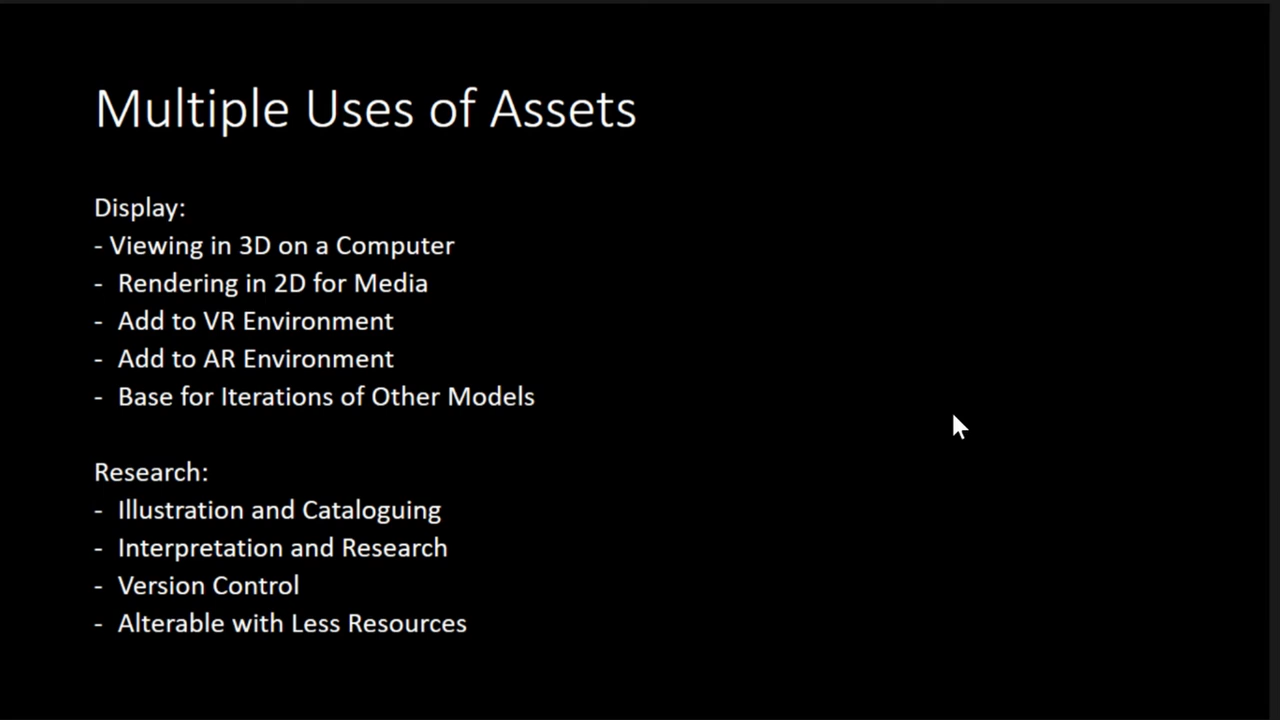 Multiple Uses of Assets
Display:
- Viewing in 3D on a Computer
- Rendering in 2D for Media
- Add to VR Environment
- Add to AR Environment
- Base for Iterations of Other Models
Research:
- Illustration and Cataloguing
- Interpretation and Research
- Version Control
- Alterable with Less Resources